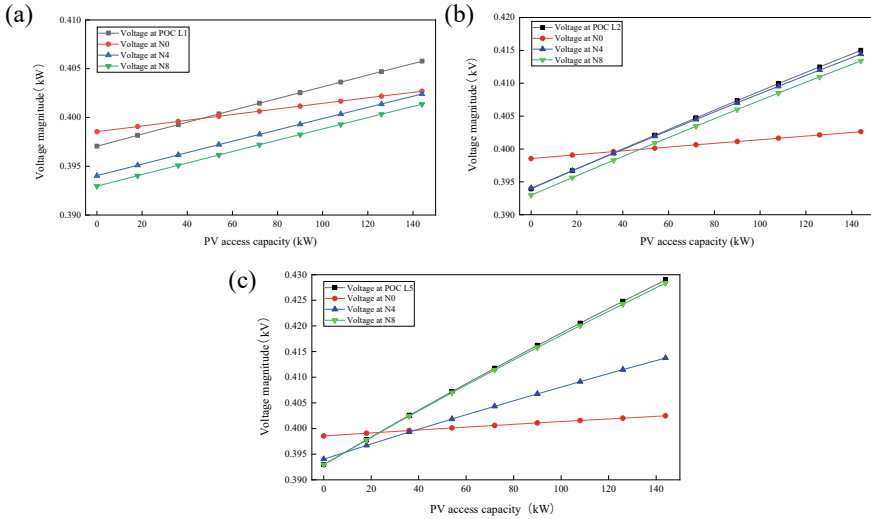 (a)
0.410
0.405
0.400
0.395
0.390
Voltage magnitude( kW)
Voltage at POC L1
Voltage at N0
Voltage at N4
Voltage at N8
0 20 40 60 80 100 120 140
PV access capacity (kW)
(b)
0.420
0.415
0.410
0.405
0.400
0.395
0.390
Voltage magnitude( kV)
Voltage at POC L2
Voltage at N0
Voltage at N4
Voltage at N8
0 20 40 60 80 100 120 140
PV access capacity (kW)
(c)
0.430
0.425
0.420
0.415
0.410
0.405
0.400
0.395
0.390
Voltage magnitude( kV)
Voltage at POC L5
Voltage at N0
Voltage at N4
Voltage at N8
0 20 40 60 80 100 120 140
PV access capacity (kW)